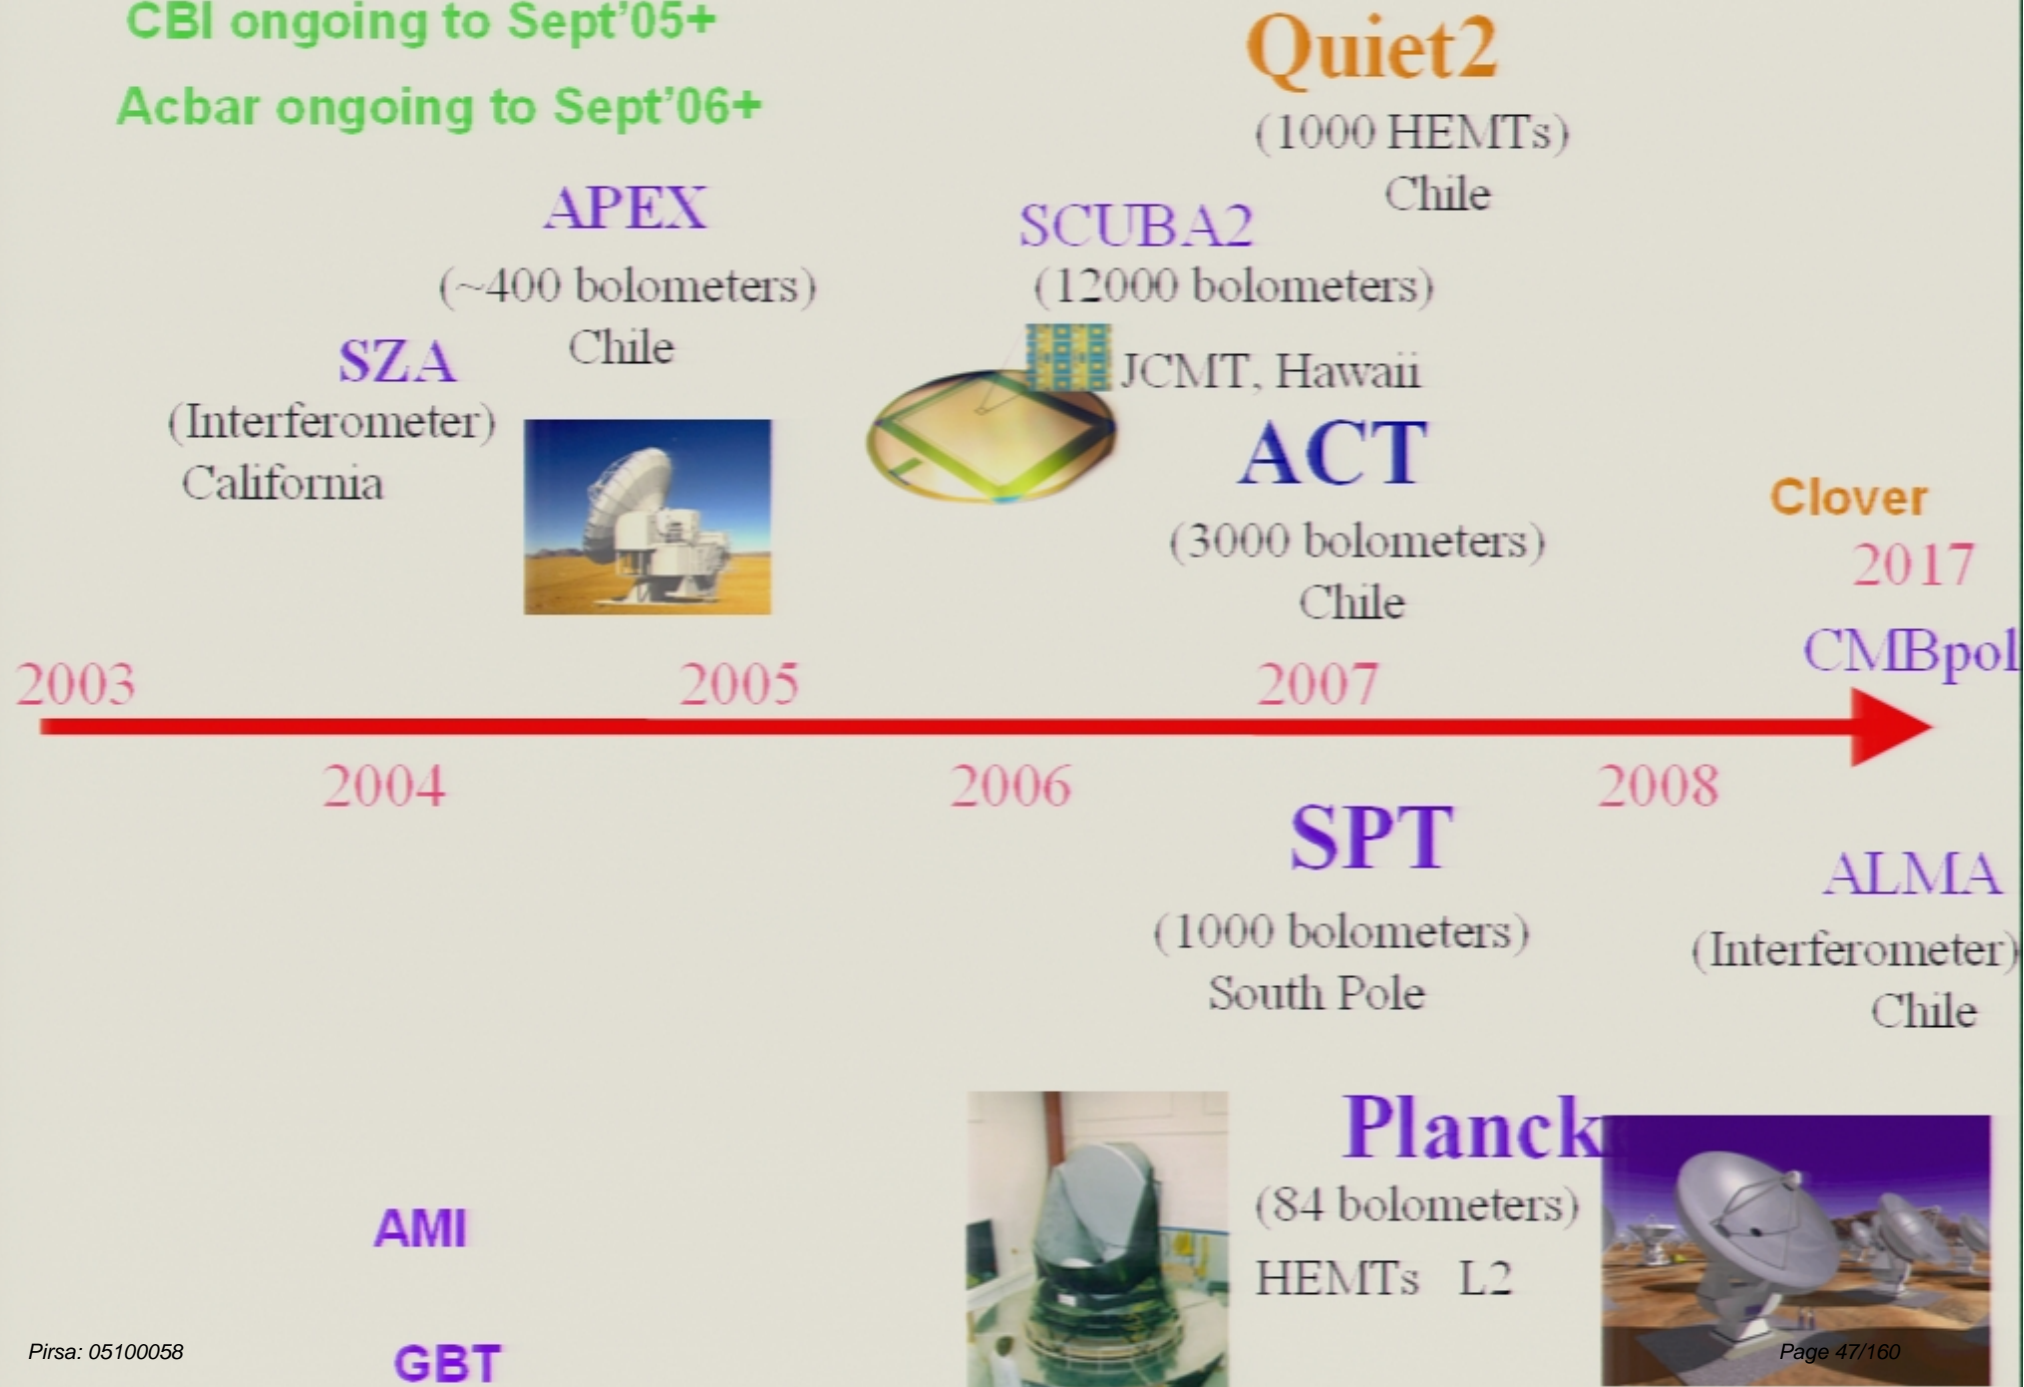 CBI ongoing to Sept'05+
Acbar ongoing to Sept'06+
Quiet2
(1000 HEMTs)
Chile
APEX
(~400 bolometers)
Chile
SCUBA2
(12000 bolometers)
JCMT, Hawaii
SZA
(Interferometer)
California
ACT
(3000 bolometers)
Chile
Clover
2017
CMBpol
2003
2005
2007
2004
2006
2008
SPT
(1000 bolometers)
South Pole
ALMA
(Interferometer)
Chile
Planck
(84 bolometers)
HEMTs L2
AMI
GBT
Pirsa: 05100058
Page 47/160